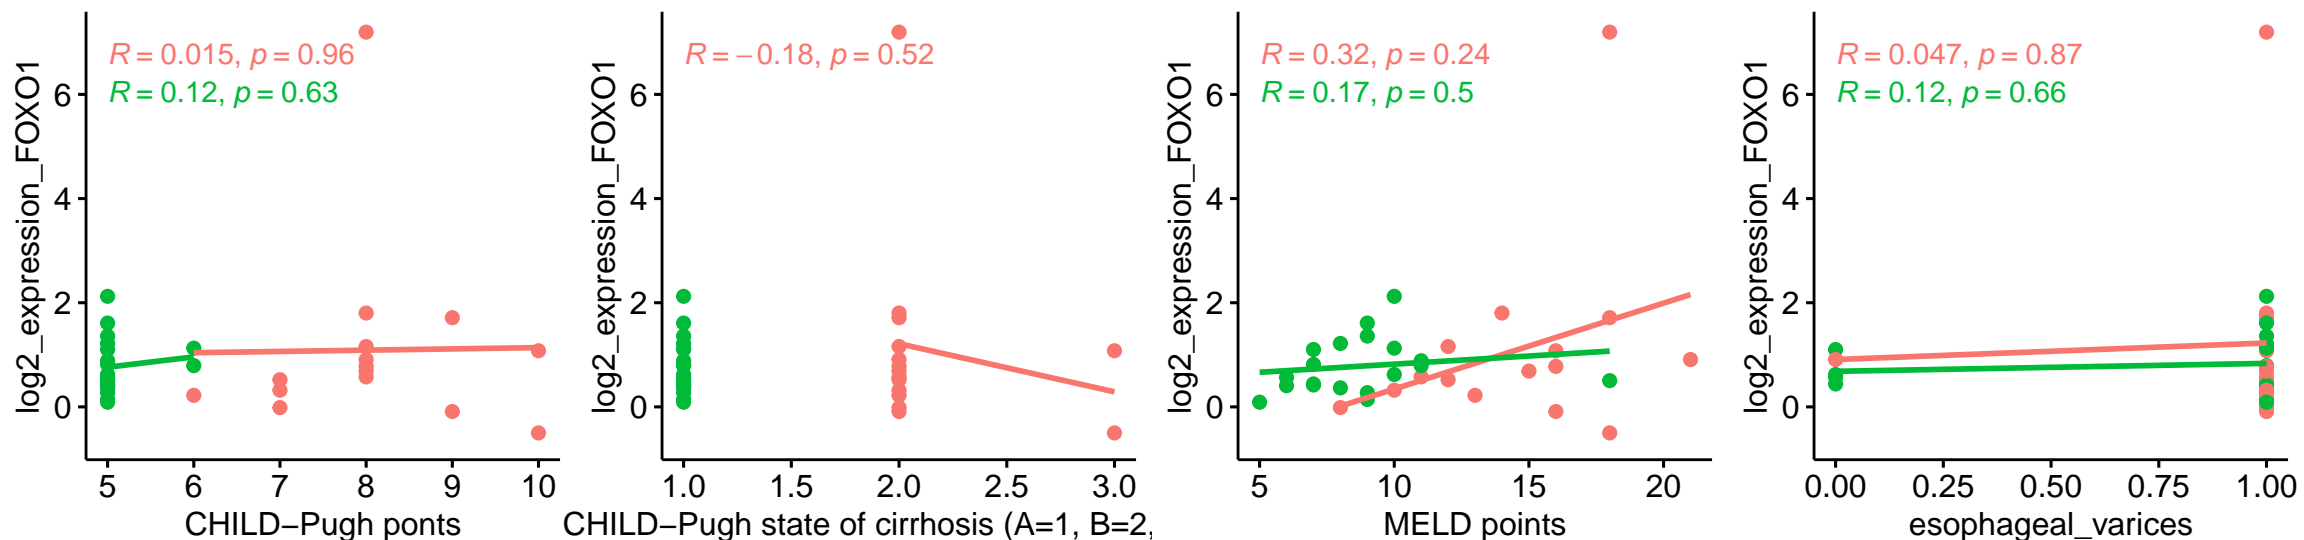 R = 0.015, p = 0.96
R = 0.12, p = 0.63
log2_expression_FOXO1
6
4
2
0
5 6 7 8 9 10
CHILD−Pugh ponts
R = −0.18, p = 0.52
log2_expression_FOXO1
6
4
2
0
1.0 1.5 2.0 2.5 3.0
CHILD−Pugh state of cirrhosis (A=1, B=2,
R = 0.32, p = 0.24
R = 0.17, p = 0.5
log2_expression_FOXO1
6
4
2
0
5 10 15 20
MELD points
R = 0.047, p = 0.87
R = 0.12, p = 0.66
log2_expression_FOXO1
6
4
2
0
0.00 0.25 0.50 0.75 1.00
esophageal_varices